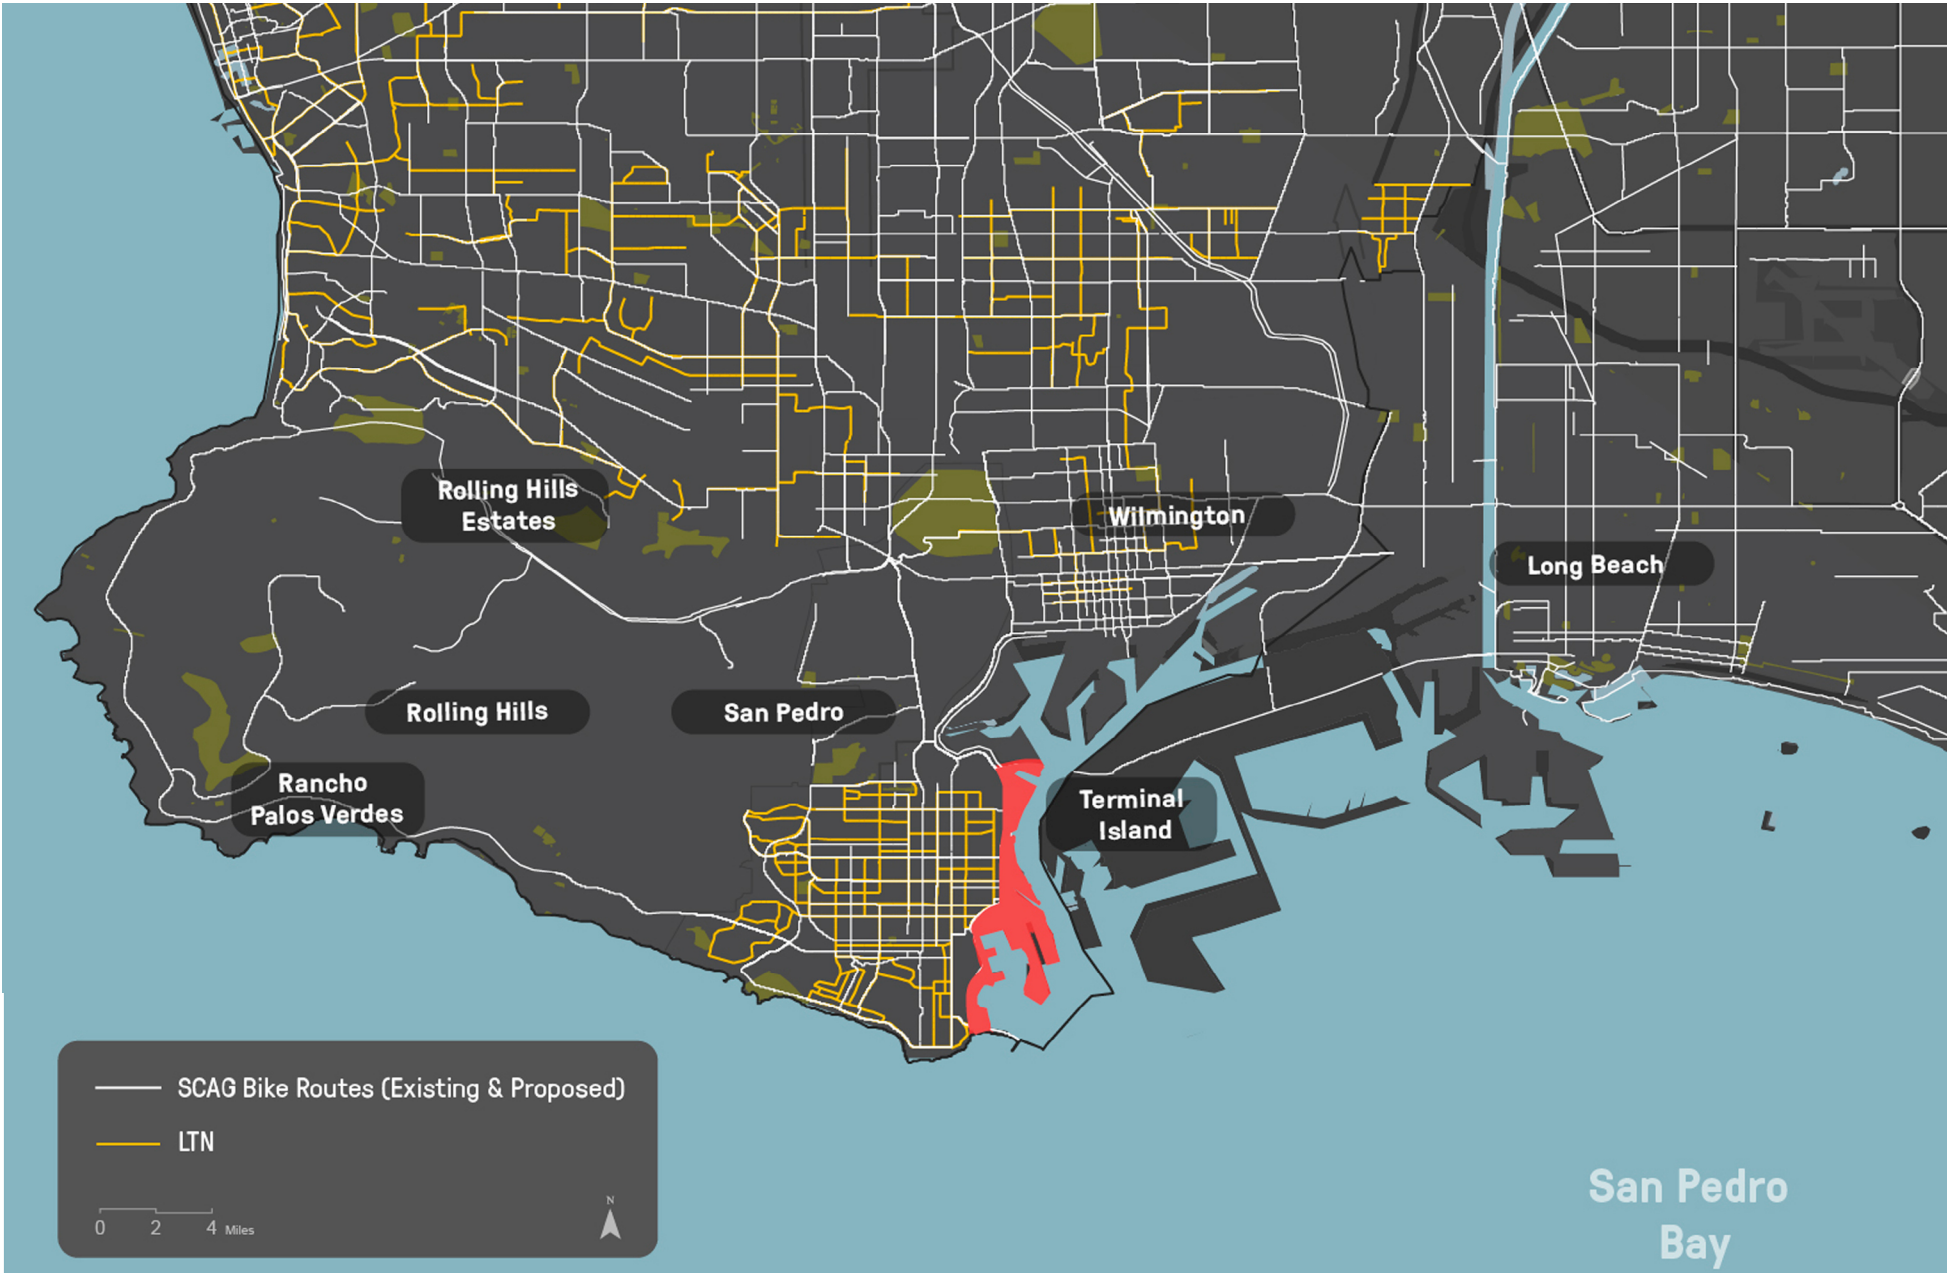 Rolling Hills
Estates
Wilmington
Long Beach
Rolling Hills
San Pedro
Rancho
Palos Verdes
Terminal
Island
SCAG Bike Routes (Existing & Proposed)
LTN
N
0 2 4 Miles
San Pedro
Bay